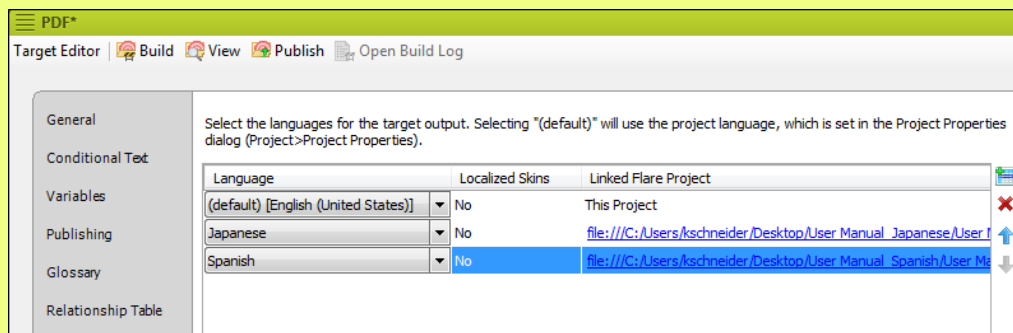 PDF*
Target Editor Build View Publish Open Build Log
General
Conditional Text
Variables
Publishing
Glossary
Relationship Table
Select the languages for the target output. Selecting "(default)" will use the project language, which is set in the Project Properties
dialog (Project>Project Properties).
Language Localized Skins Linked Flare Project
(default) [English (United States)] No This Project
Japanese No file:///C:/Users/kschneider/Desktop/User Manual_Japanese/User
Spanish No file:///C:/Users/kschneider/Desktop/User Manual_Spanish/User